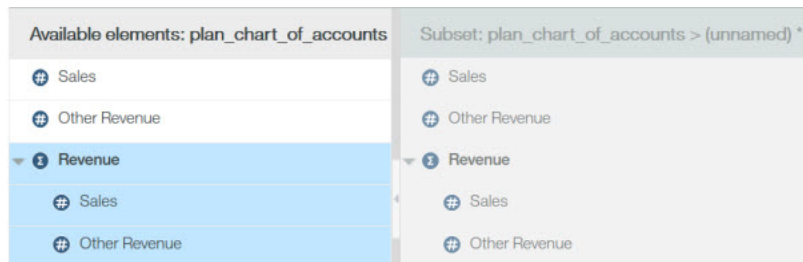 Available elements: plan_chart_of_accounts
Sales
Other Revenue
Revenue
Sales
Other Revenue
Subset: plan_chart_of_accounts > (unnamed) *
Sales
Other Revenue
Revenue
Sales
Other Revenue